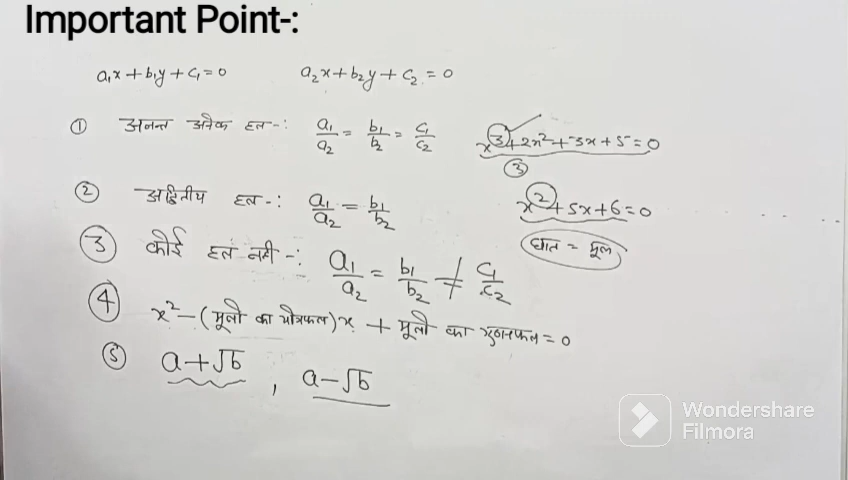 Important Point-:
a₁x+b₁y+c₁=0 a₂x+b₂y+c₂=0
① अनन्त अनेक हल-: a₁/a₂ = b₁/b₂ = c₁/c₂ x³+2x²+-5x+5=0
③
② अद्वितीय हल-: a₁/a₂ = b₁/b₂ x²+5x+6=0
घात = मूल
③ कोई हल नही-: a₁/a₂ = b₁/b₂ ≠ c₁/c₂
④ x²-(मूलो का योगफल)x + मूलो का गुणनफल=0
⑤ a+√b , a-√b
Wondershare
Filmora